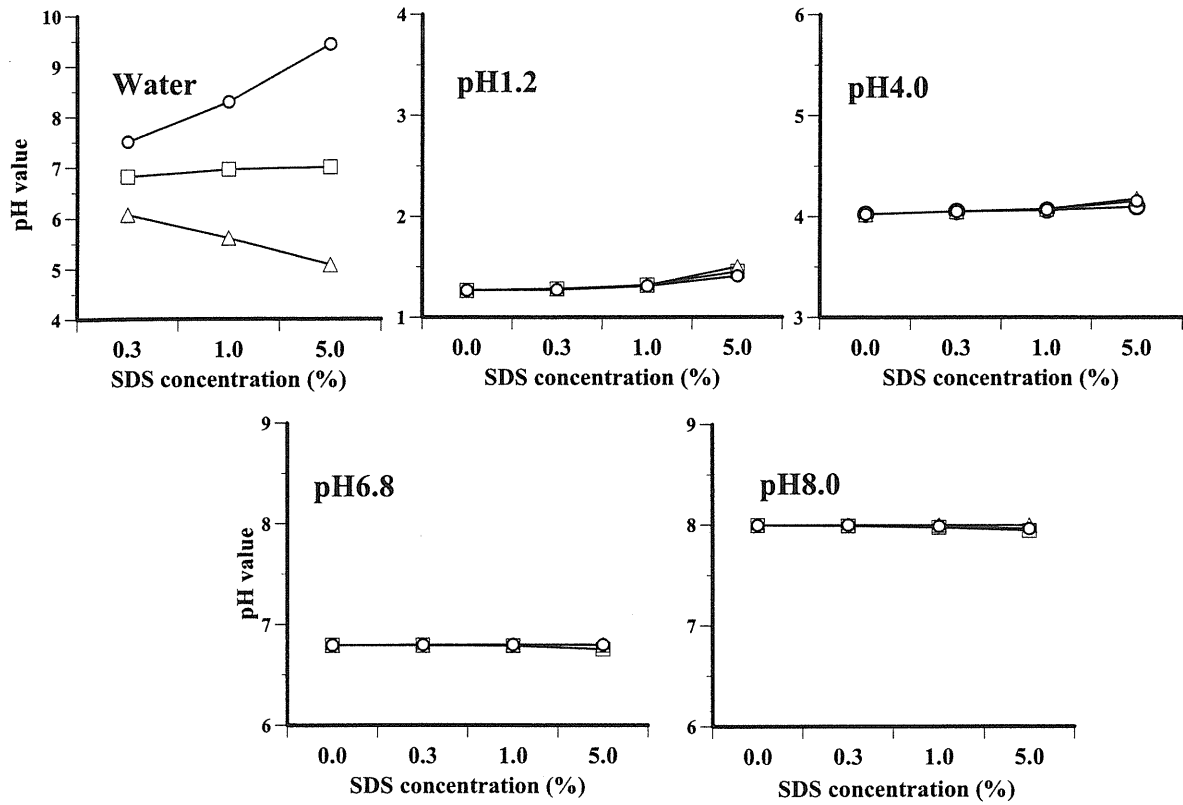 Water
pH value
10
9
8
7
6
5
4
0.3 1.0 5.0
SDS concentration (%)
pH1.2
4
3
2
1
0.0 0.3 1.0 5.0
SDS concentration (%)
pH4.0
6
5
4
3
0.0 0.3 1.0 5.0
SDS concentration (%)
pH6.8
pH value
9
8
7
6
0.0 0.3 1.0 5.0
SDS concentration (%)
pH8.0
9
8
7
6
0.0 0.3 1.0 5.0
SDS concentration (%)